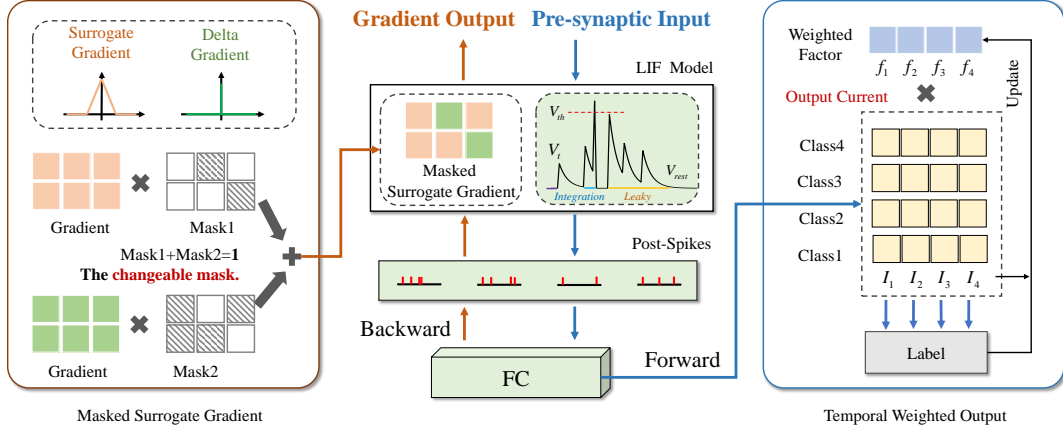 Surrogate
Gradient
Delta
Gradient
Gradient
Mask1
Mask1+Mask2=1
The changeable mask.
Gradient
Mask2
Masked Surrogate Gradient
Gradient Output
Pre-synaptic Input
LIF Model
Masked
Surrogate Gradient
Vth
Vt
Vrest
Integration
Leaky
Post-Spikes
Backward
Forward
FC
Weighted
Factor
f1 f2 f3 f4
Output Current
Update
Class4
Class3
Class2
Class1
I1 I2 I3 I4
Label
Temporal Weighted Output